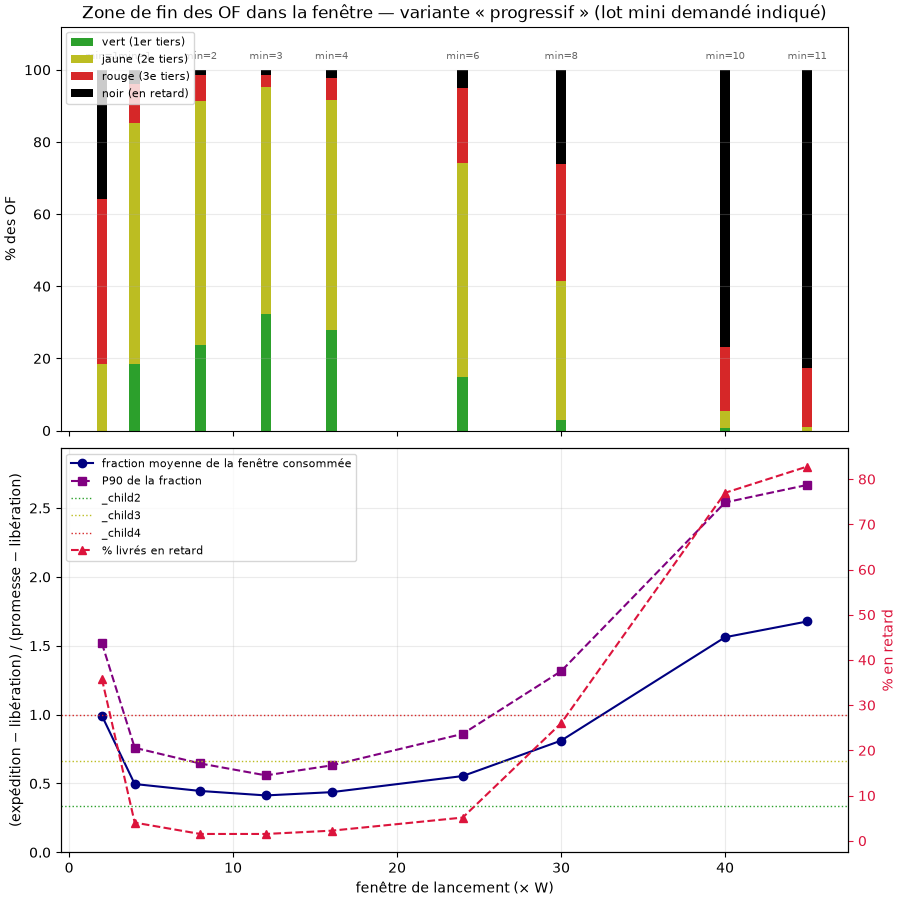 Zone de fin des OF dans la fenêtre — variante « progressif » (lot mini demandé indiqué)
min=2 min=3 min=4 min=6 min=8 min=10 min=11
vert (1er tiers)
jaune (2e tiers)
rouge (3e tiers)
noir (en retard)
100
80
60
40
20
0
% des OF
fraction moyenne de la fenêtre consommée
P90 de la fraction
_child2
_child3
_child4
% livrés en retard
2.5
2.0
1.5
1.0
0.5
0.0
(expédition − libération) / (promesse − libération)
80
70
60
50
40
30
20
10
0
% en retard
0 10 20 30 40
fenêtre de lancement (× W)